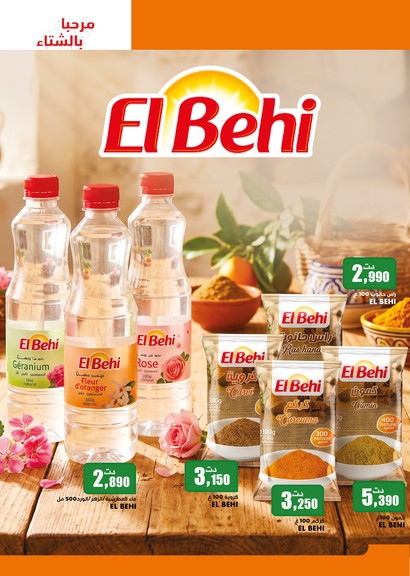 مرحبا
بالشتاء
El Behi
El Behi
Géranium
El Behi
Fleur
d'oranger
El Behi
Rose
د.ت
2,990
راس حانوت 100 غ
EL BEHI
El Behi
راس حانوت
Ras hanout
El Behi
كروية
Carvi
El Behi
كركم
Curcuma
El Behi
كمون
Cumin
د.ت
2,890
ماء العطرشية/الزهر/الورد 500 مل
EL BEHI
د.ت
3,150
كروية 100 غ
EL BEHI
د.ت
3,250
كركم 100 غ
EL BEHI
د.ت
5,390
كمون 100 غ
EL BEHI